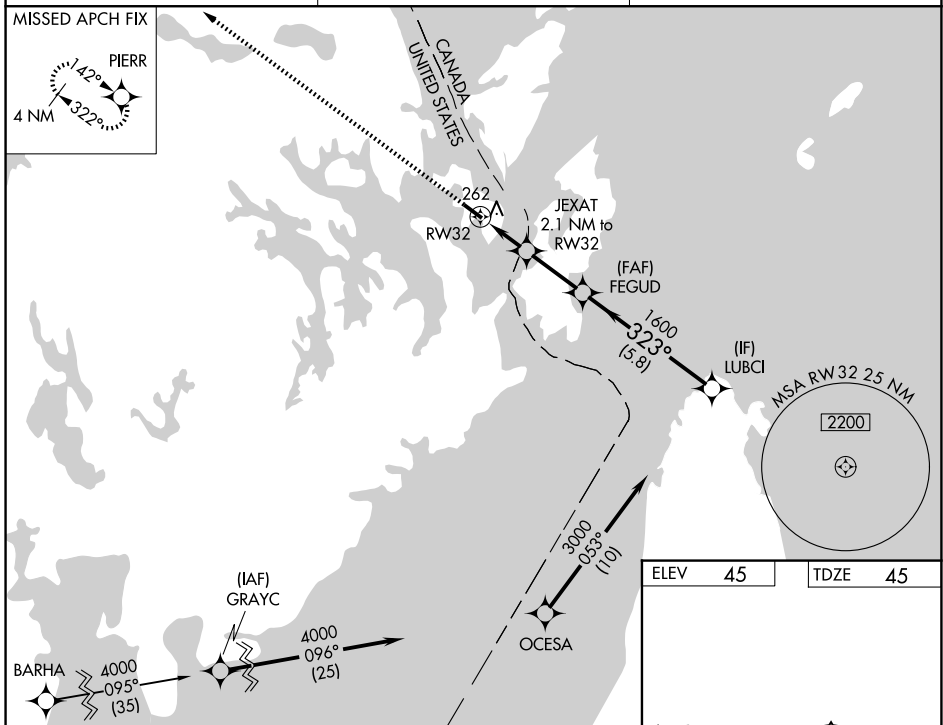 MISSED APCH FIX
PIERR
142°
322°
4 NM
CANADA
UNITED STATES
262
RW32
JEXAT
2.1 NM to
RW32
(FAF)
FEGUD
1600
323°
(5.8)
(IF)
LUBCI
MSA RW32 25 NM
2200
3000
053°
(10)
OCESA
(IAF)
GRAYC
4000
096°
(25)
BARHA
4000
095°
(35)
ELEV 45
TDZE 45